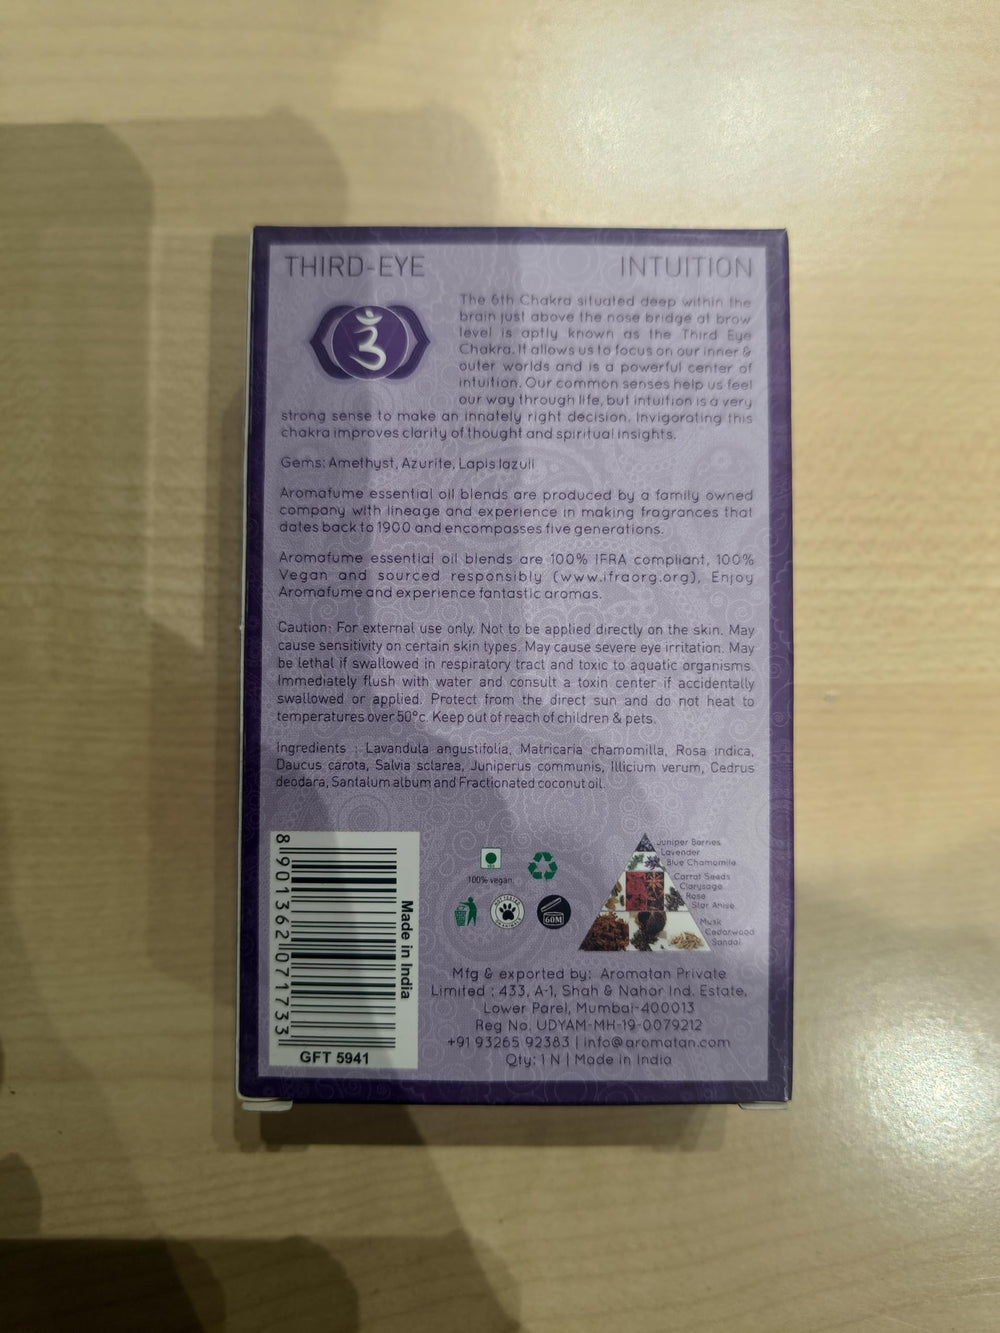 THIRD-EYE
INTUITION
The 6th Chakra situated deep within the
brain just above the nose bridge at brow
level is aptly known as the Third Eye
Chakra. It allows us to focus on our inner &
outer worlds and is a powerful center of
intuition. Our common senses help us feel
our way through life, but intuition is a very
strong sense to make an innately right decision. Invigorating this
chakra improves clarity of thought and spiritual insights.
Gems: Amethyst, Azurite, Lapis lazuli
Aromafume essential oil blends are produced by a family owned
company with lineage and experience in making fragrances that
dates back to 1900 and encompasses five generations.
Aromafume essential oil blends are 100% IFRA compliant, 100%
Vegan and sourced responsibly (www.ifraorg.org). Enjoy
Aromafume and experience fantastic aromas.
Caution: For external use only. Not to be applied directly on the skin. May
cause sensitivity on certain skin types. May cause severe eye irritation. May
be lethal if swallowed in respiratory tract and toxic to aquatic organisms.
Immediately flush with water and consult a toxin center if accidentally
swallowed or applied. Protect from the direct sun and do not heat to
temperatures over 50°c. Keep out of reach of children & pets.
Ingredients : Lavandula angustifolia, Matricaria chamomilla, Rosa indica,
Daucus carota, Salvia sclarea, Juniperus communis, Illicium verum, Cedrus
deodara, Santalum album and Fractionated coconut oil.
8 901362 071733
Made in India
GFT 5941
100% vegan.
60M
Juniper Berries
Lavender
Blue Chamomile
Carrot Seeds
Clarysage
Rose
Star Anise
Musk
Cedarwood
Sandal
Mfg & exported by: Aromatan Private
Limited : 433, A-1, Shah & Nahar Ind. Estate,
Lower Parel, Mumbai-400013
Reg No. UDYAM-MH-19-0079212
+91 93265 92383 | info@aromatan.com
Qty: 1 N | Made in India